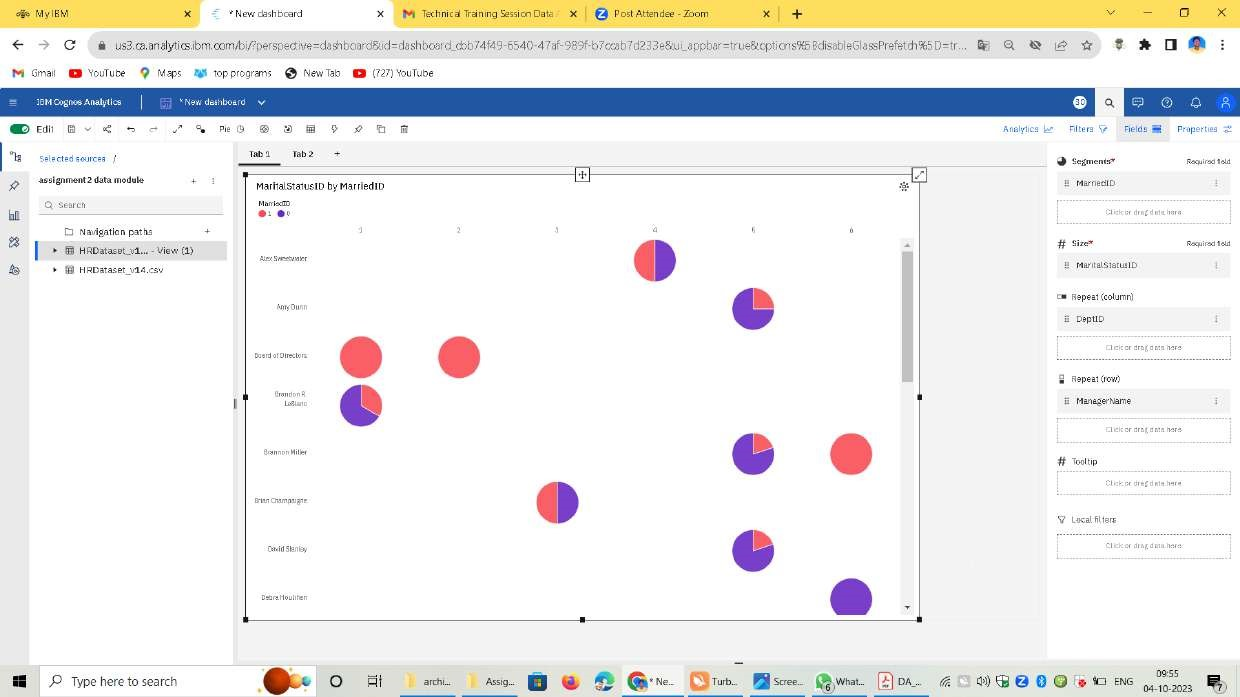 My IBM
* New dashboard
Technical Training Session Data
Post Attendee - Zoom
us3.ca.analytics.ibm.com/bi/?perspective=dashboard&id=dashboard_cbb74f49-6540-47af-989f-b7ccab7d233e&ui_appbar=true&options%5BdisableGlassPrefetch%5D=tr...
Gmail
YouTube
Maps
top programs
New Tab
(727) YouTube
IBM Cognos Analytics
* New dashboard
30
Edit
Pie
Analytics
Filters
Fields
Properties
Selected sources /
assignment2 data module
Search
Navigation paths
HRDataset_v1... - View (1)
HRDataset_v14.csv
Tab 1
Tab 2
MaritalStatusID by MarriedID
MarriedID
1 0
1 2 3 4 5 6
Alex Sweetwater
Amy Dunn
Board of Directors
Brandon R.
LeBlanc
Brannon Miller
Brian Champaigne
David Stanley
Debra Houlihan
Segments*
Required field
MarriedID
Click or drag data here
Size*
Required field
MaritalStatusID
Repeat (column)
DeptID
Click or drag data here
Repeat (row)
ManagerName
Click or drag data here
Tooltip
Click or drag data here
Local filters
Click or drag data here
Type here to search
archi...
Assig...
* Ne...
Turb...
Scree...
6
What...
DA_...
ENG
09:55
04-10-2023
7